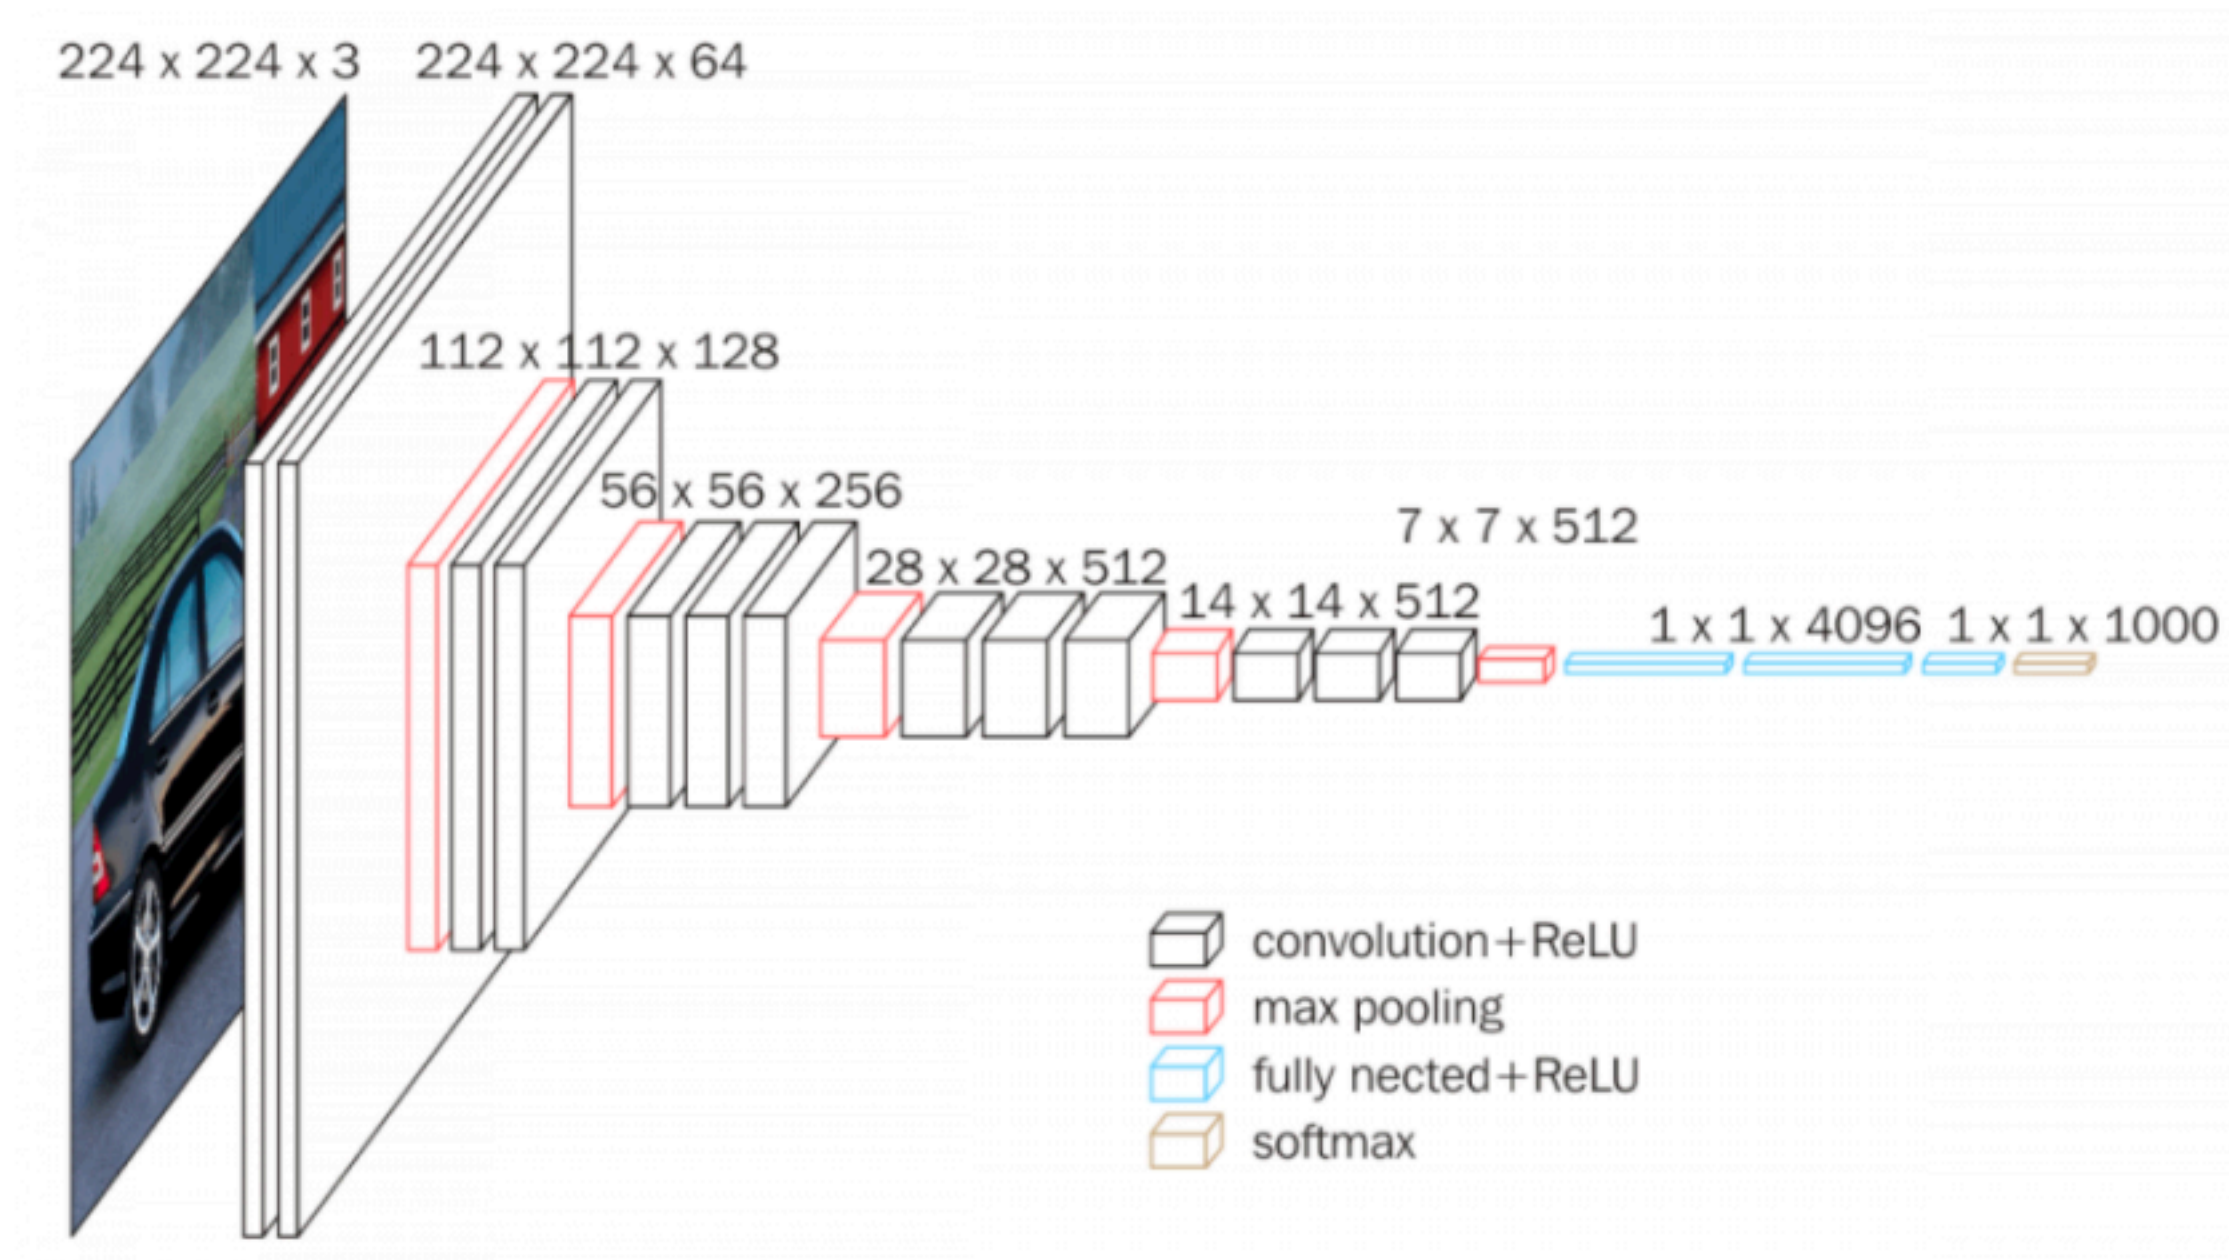 224 x 224 x 3
224 x 224 x 64
112 x 112 x 128
56 x 56 x 256
28 x 28 x 512
14 x 14 x 512
7 x 7 x 512
1 x 1 x 4096
1 x 1 x 1000
convolution+ReLU
max pooling
fully nected+ReLU
softmax